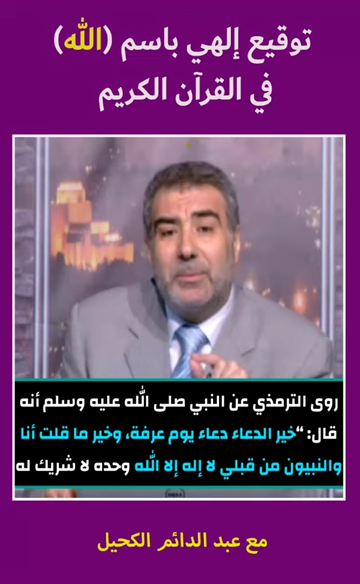 توقيع إلهي باسم (الله)
في القرآن الكريم
روى الترمذي عن النبي صلى الله عليه وسلم أنه
قال: “خير الدعاء دعاء يوم عرفة، وخير ما قلت أنا
والنبيون من قبلي لا إله إلا الله وحده لا شريك له
مع عبد الدائم الكحيل